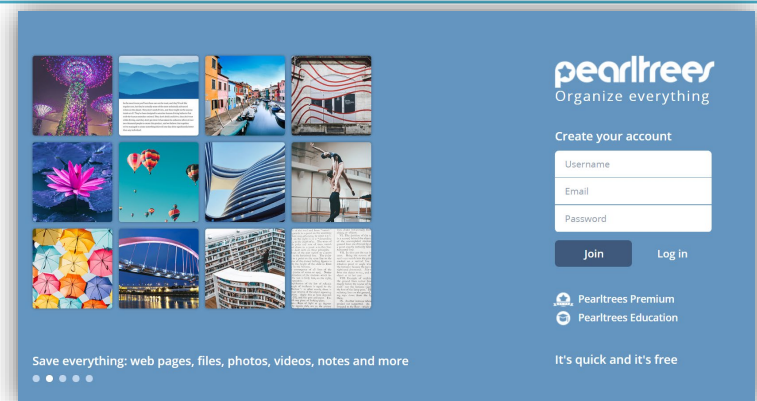 pearltrees
Organize everything
Create your account
Username
Email
Password
Join
Log in
Pearltrees Premium
Pearltrees Education
Save everything: web pages, files, photos, videos, notes and more
It's quick and it's free